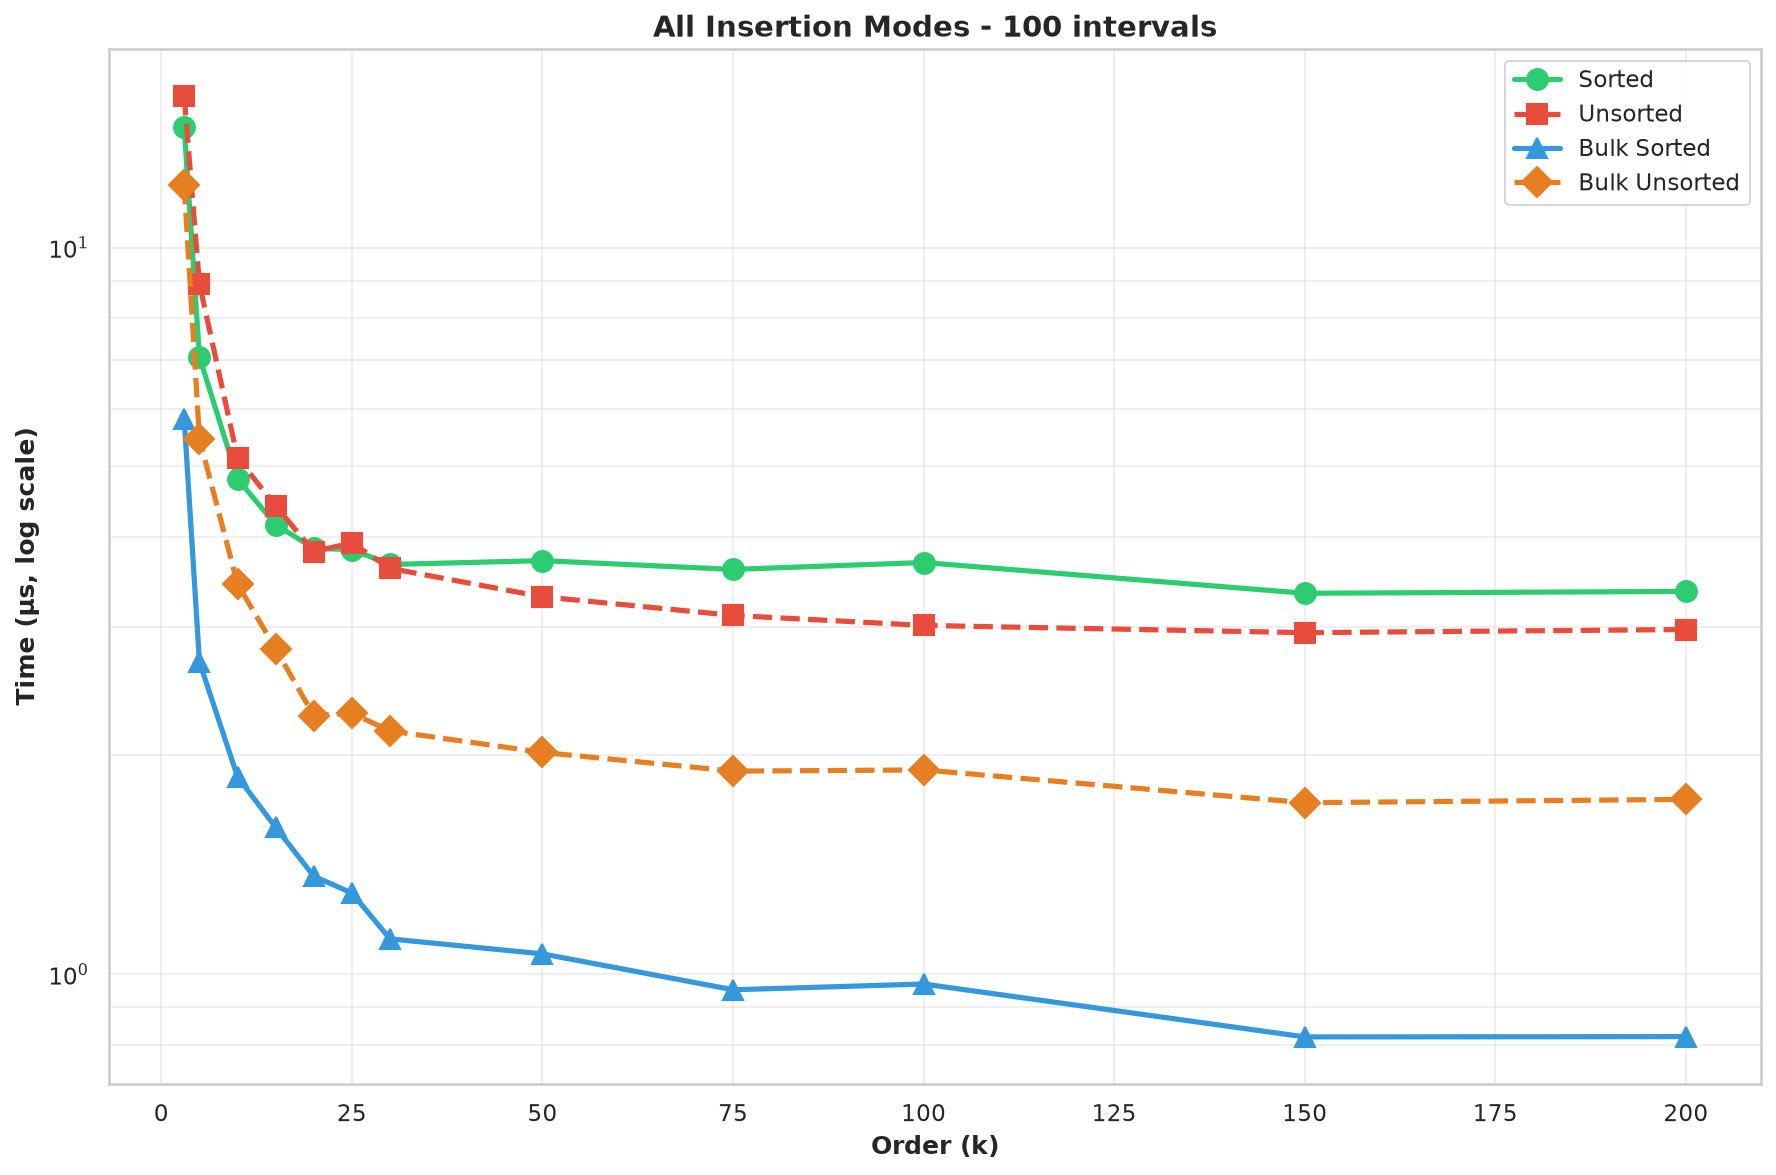 All Insertion Modes - 100 intervals
Sorted
Unsorted
Bulk Sorted
Bulk Unsorted
10¹
10⁰
Time (µs, log scale)
0 25 50 75 100 125 150 175 200
Order (k)